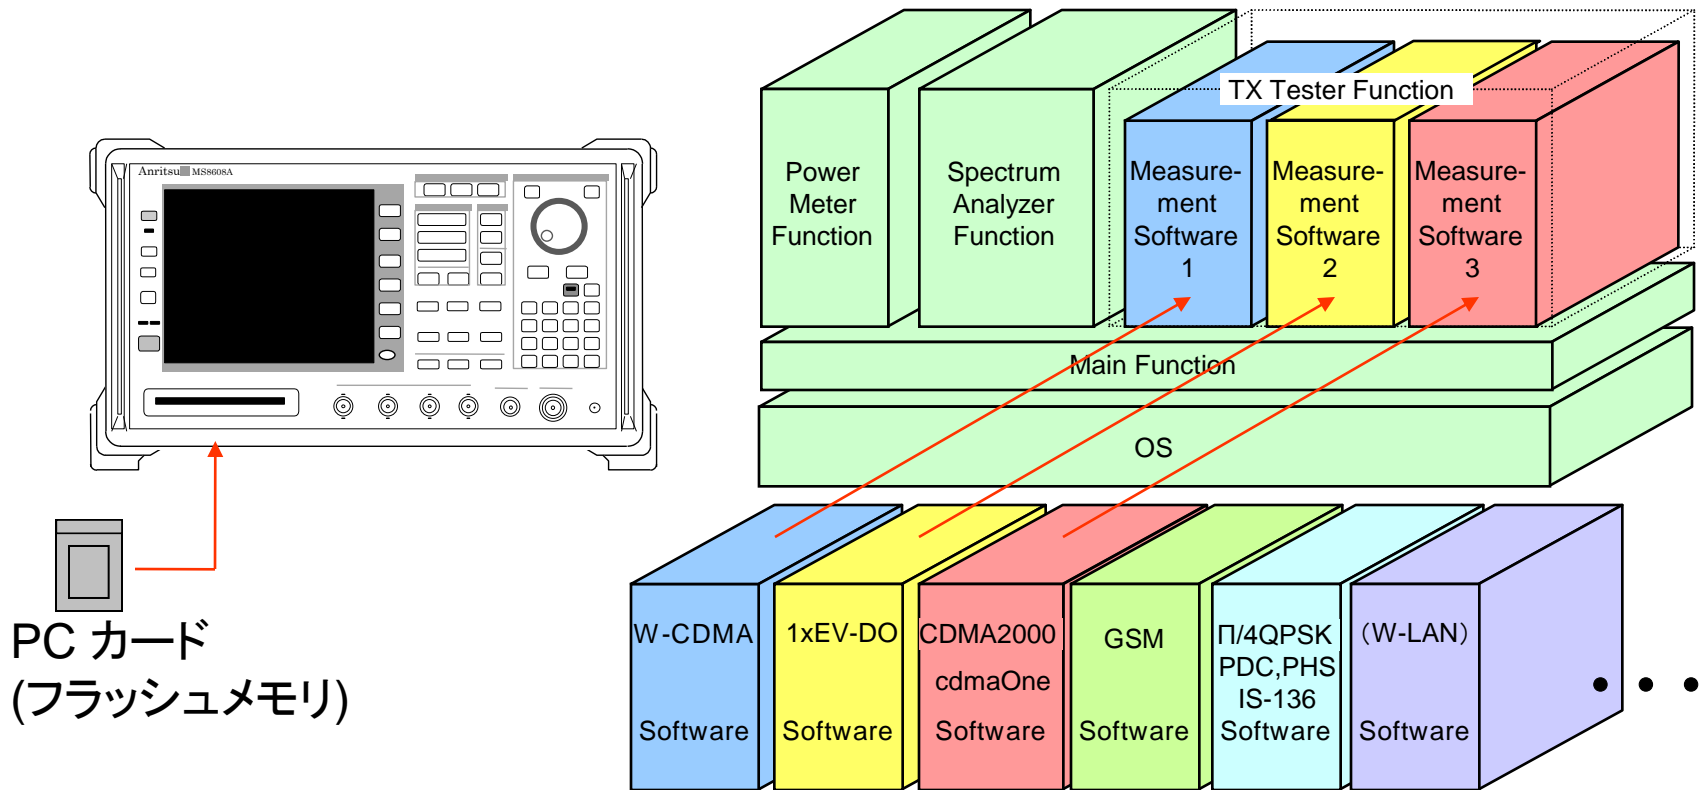 Anritsu MS8608A
PC カード
(フラッシュメモリ)
TX Tester Function
Power
Meter
Function
Spectrum
Analyzer
Function
Measure-
ment
Software
1
Measure-
ment
Software
2
Measure-
ment
Software
3
Main Function
OS
W-CDMA
Software
1xEV-DO
Software
CDMA2000
cdmaOne
Software
GSM
Software
Π/4QPSK
PDC,PHS
IS-136
Software
(W-LAN)
Software
• • •